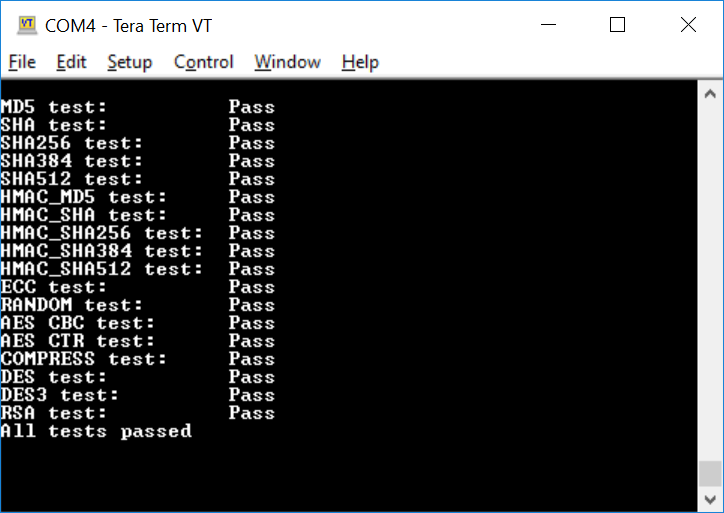 VT COM4 - Tera Term VT
File Edit Setup Control Window Help
MD5 test: Pass
SHA test: Pass
SHA256 test: Pass
SHA384 test: Pass
SHA512 test: Pass
HMAC_MD5 test: Pass
HMAC_SHA test: Pass
HMAC_SHA256 test: Pass
HMAC_SHA384 test: Pass
HMAC_SHA512 test: Pass
ECC test: Pass
RANDOM test: Pass
AES CBC test: Pass
AES CTR test: Pass
COMPRESS test: Pass
DES test: Pass
DES3 test: Pass
RSA test: Pass
All tests passed